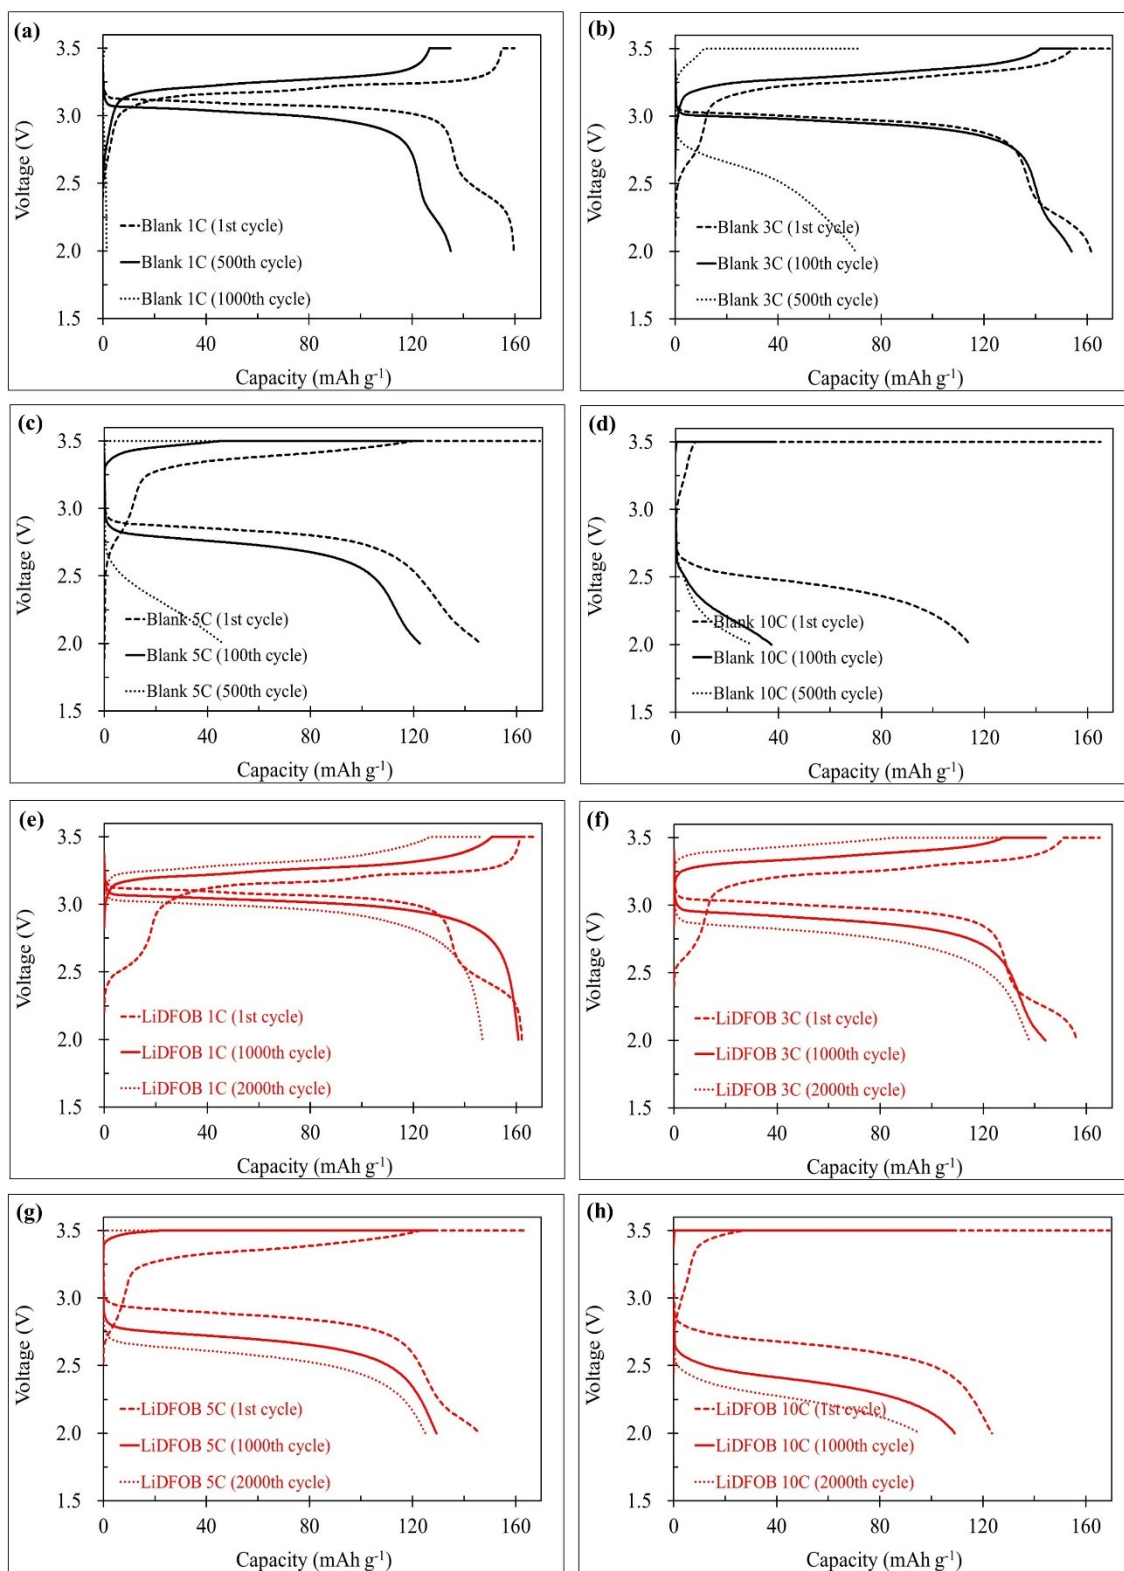 (a)
3.5
3.0
2.5
2.0
1.5
Voltage (V)
Blank 1C (1st cycle)
Blank 1C (500th cycle)
Blank 1C (1000th cycle)
0 40 80 120 160
Capacity (mAh g⁻¹)
(b)
3.5
3.0
2.5
2.0
1.5
Voltage (V)
Blank 3C (1st cycle)
Blank 3C (100th cycle)
Blank 3C (500th cycle)
0 40 80 120 160
Capacity (mAh g⁻¹)
(c)
3.5
3.0
2.5
2.0
1.5
Voltage (V)
Blank 5C (1st cycle)
Blank 5C (100th cycle)
Blank 5C (500th cycle)
0 40 80 120 160
Capacity (mAh g⁻¹)
(d)
3.5
3.0
2.5
2.0
1.5
Voltage (V)
Blank 10C (1st cycle)
Blank 10C (100th cycle)
Blank 10C (500th cycle)
0 40 80 120 160
Capacity (mAh g⁻¹)
(e)
3.5
3.0
2.5
2.0
1.5
Voltage (V)
LiDFOB 1C (1st cycle)
LiDFOB 1C (1000th cycle)
LiDFOB 1C (2000th cycle)
0 40 80 120 160
Capacity (mAh g⁻¹)
(f)
3.5
3.0
2.5
2.0
1.5
Voltage (V)
LiDFOB 3C (1st cycle)
LiDFOB 3C (1000th cycle)
LiDFOB 3C (2000th cycle)
0 40 80 120 160
Capacity (mAh g⁻¹)
(g)
3.5
3.0
2.5
2.0
1.5
Voltage (V)
LiDFOB 5C (1st cycle)
LiDFOB 5C (1000th cycle)
LiDFOB 5C (2000th cycle)
0 40 80 120 160
Capacity (mAh g⁻¹)
(h)
3.5
3.0
2.5
2.0
1.5
Voltage (V)
LiDFOB 10C (1st cycle)
LiDFOB 10C (1000th cycle)
LiDFOB 10C (2000th cycle)
0 40 80 120 160
Capacity (mAh g⁻¹)